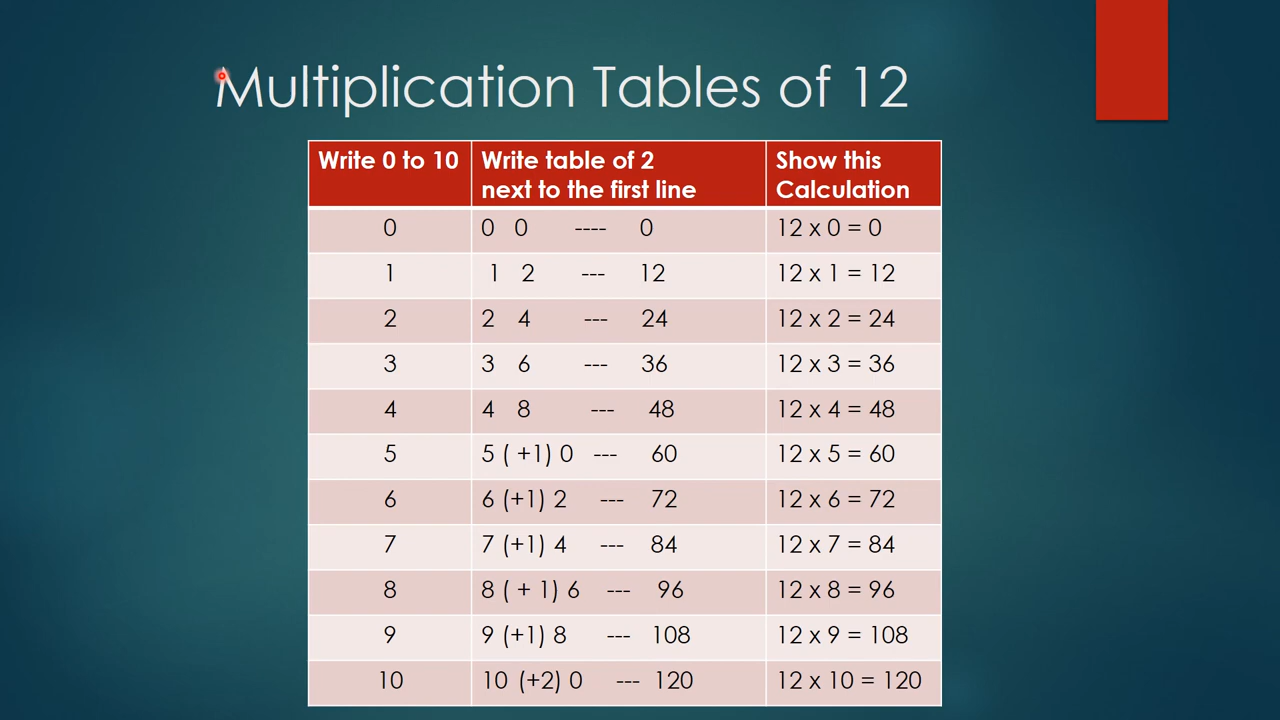 Multiplication Tables of 12
Write 0 to 10 Write table of 2 next to the first line Show this Calculation
0 0 0 ---- 0 12 x 0 = 0
1 1 2 --- 12 12 x 1 = 12
2 2 4 --- 24 12 x 2 = 24
3 3 6 --- 36 12 x 3 = 36
4 4 8 --- 48 12 x 4 = 48
5 5 ( +1) 0 --- 60 12 x 5 = 60
6 6 (+1) 2 --- 72 12 x 6 = 72
7 7 (+1) 4 --- 84 12 x 7 = 84
8 8 ( + 1) 6 --- 96 12 x 8 = 96
9 9 (+1) 8 --- 108 12 x 9 = 108
10 10 (+2) 0 --- 120 12 x 10 = 120